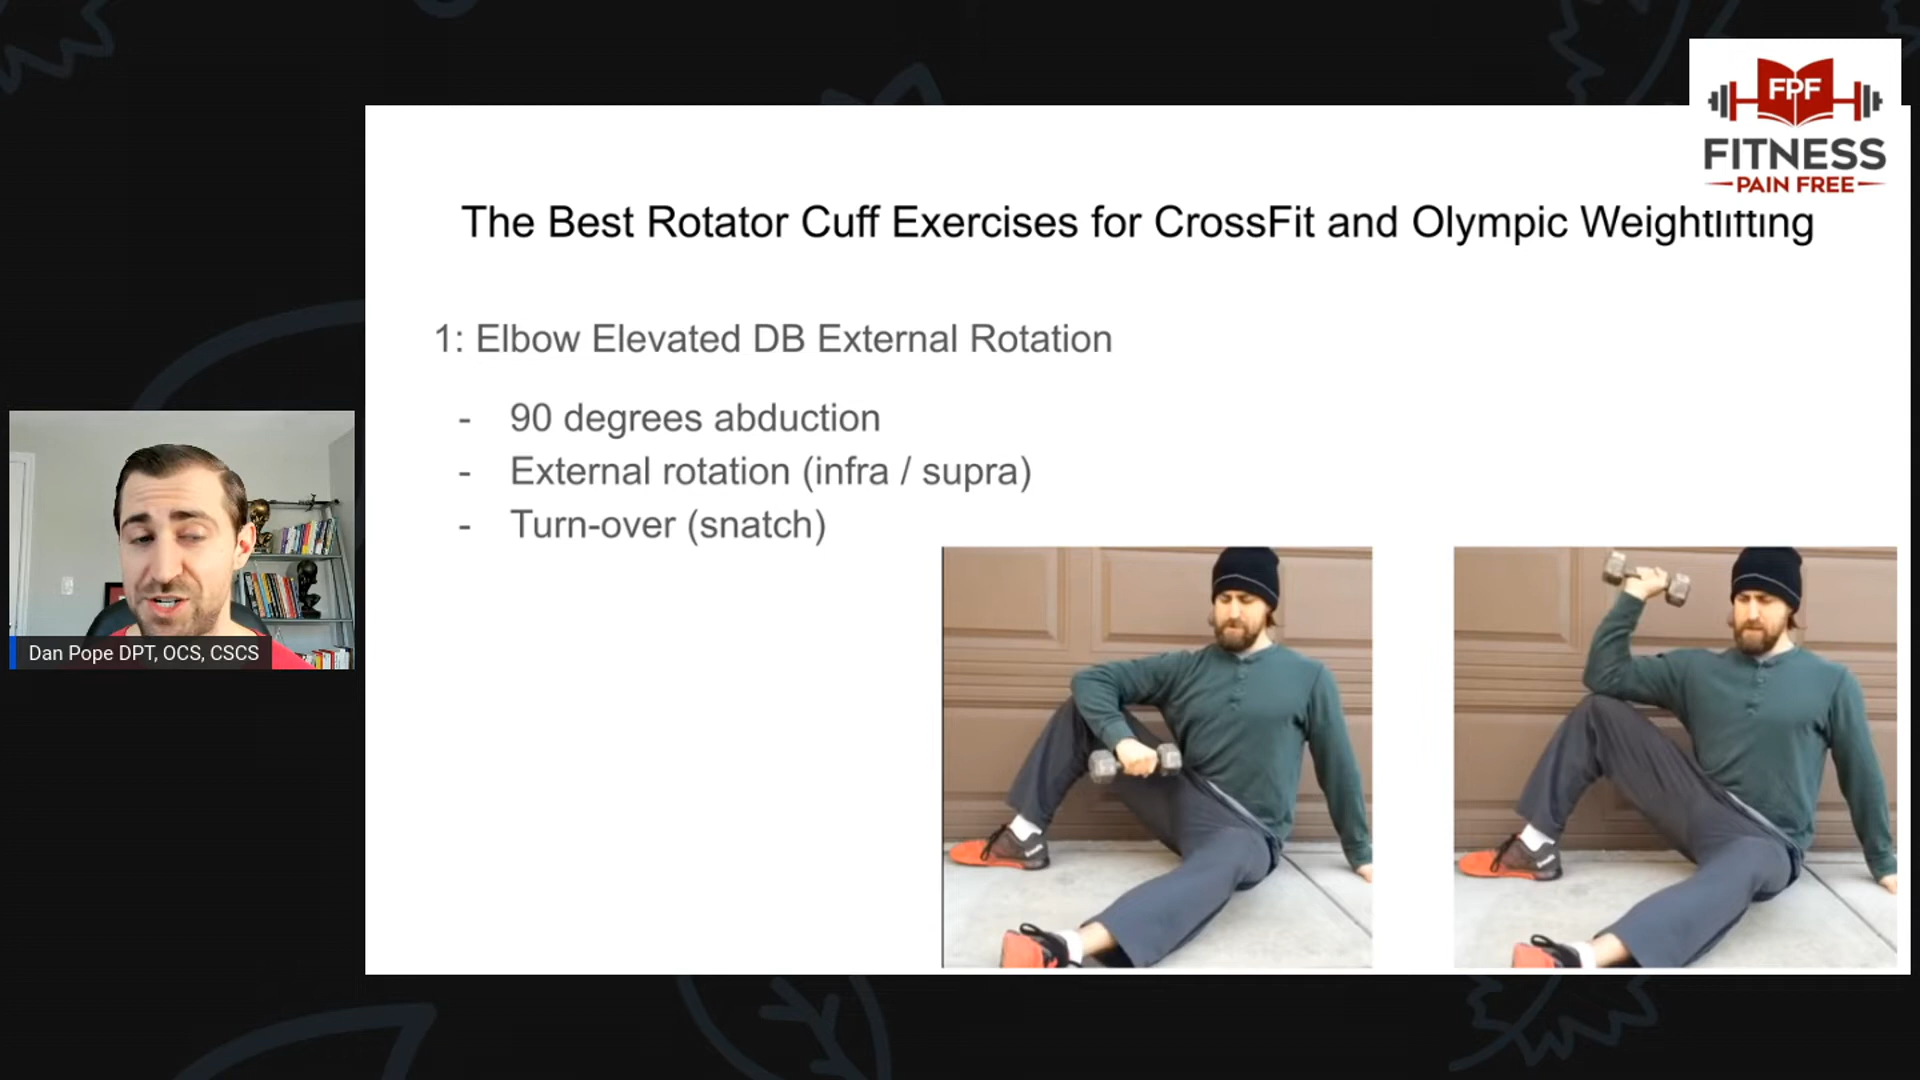 FPF
FITNESS
PAIN FREE
The Best Rotator Cuff Exercises for CrossFit and Olympic Weightlifting
1: Elbow Elevated DB External Rotation
- 90 degrees abduction
- External rotation (infra / supra)
- Turn-over (snatch)
Dan Pope DPT, OCS, CSCS